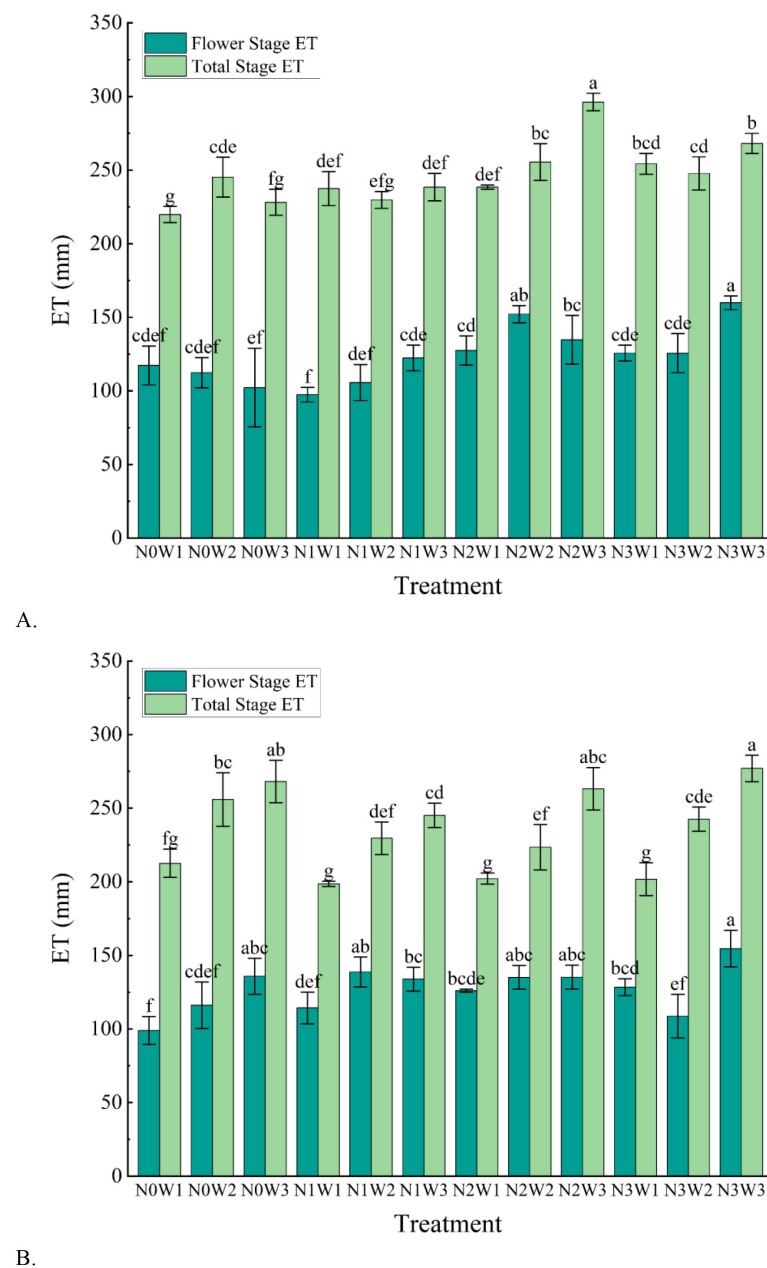 350
300
250
200
150
100
50
0
ET (mm)
Flower Stage ET
Total Stage ET
cdef g cdef cde ef fg f def def efg cde def cd def ab bc bc a cde bcd cde cd a b
N0W1 N0W2 N0W3 N1W1 N1W2 N1W3 N2W1 N2W2 N2W3 N3W1 N3W2 N3W3
Treatment
A.
350
300
250
200
150
100
50
0
ET (mm)
Flower Stage ET
Total Stage ET
f fg cdef bc abc ab def g ab def bc cd bcde g abc ef abc abc bcd g ef cde a a
N0W1 N0W2 N0W3 N1W1 N1W2 N1W3 N2W1 N2W2 N2W3 N3W1 N3W2 N3W3
Treatment
B.